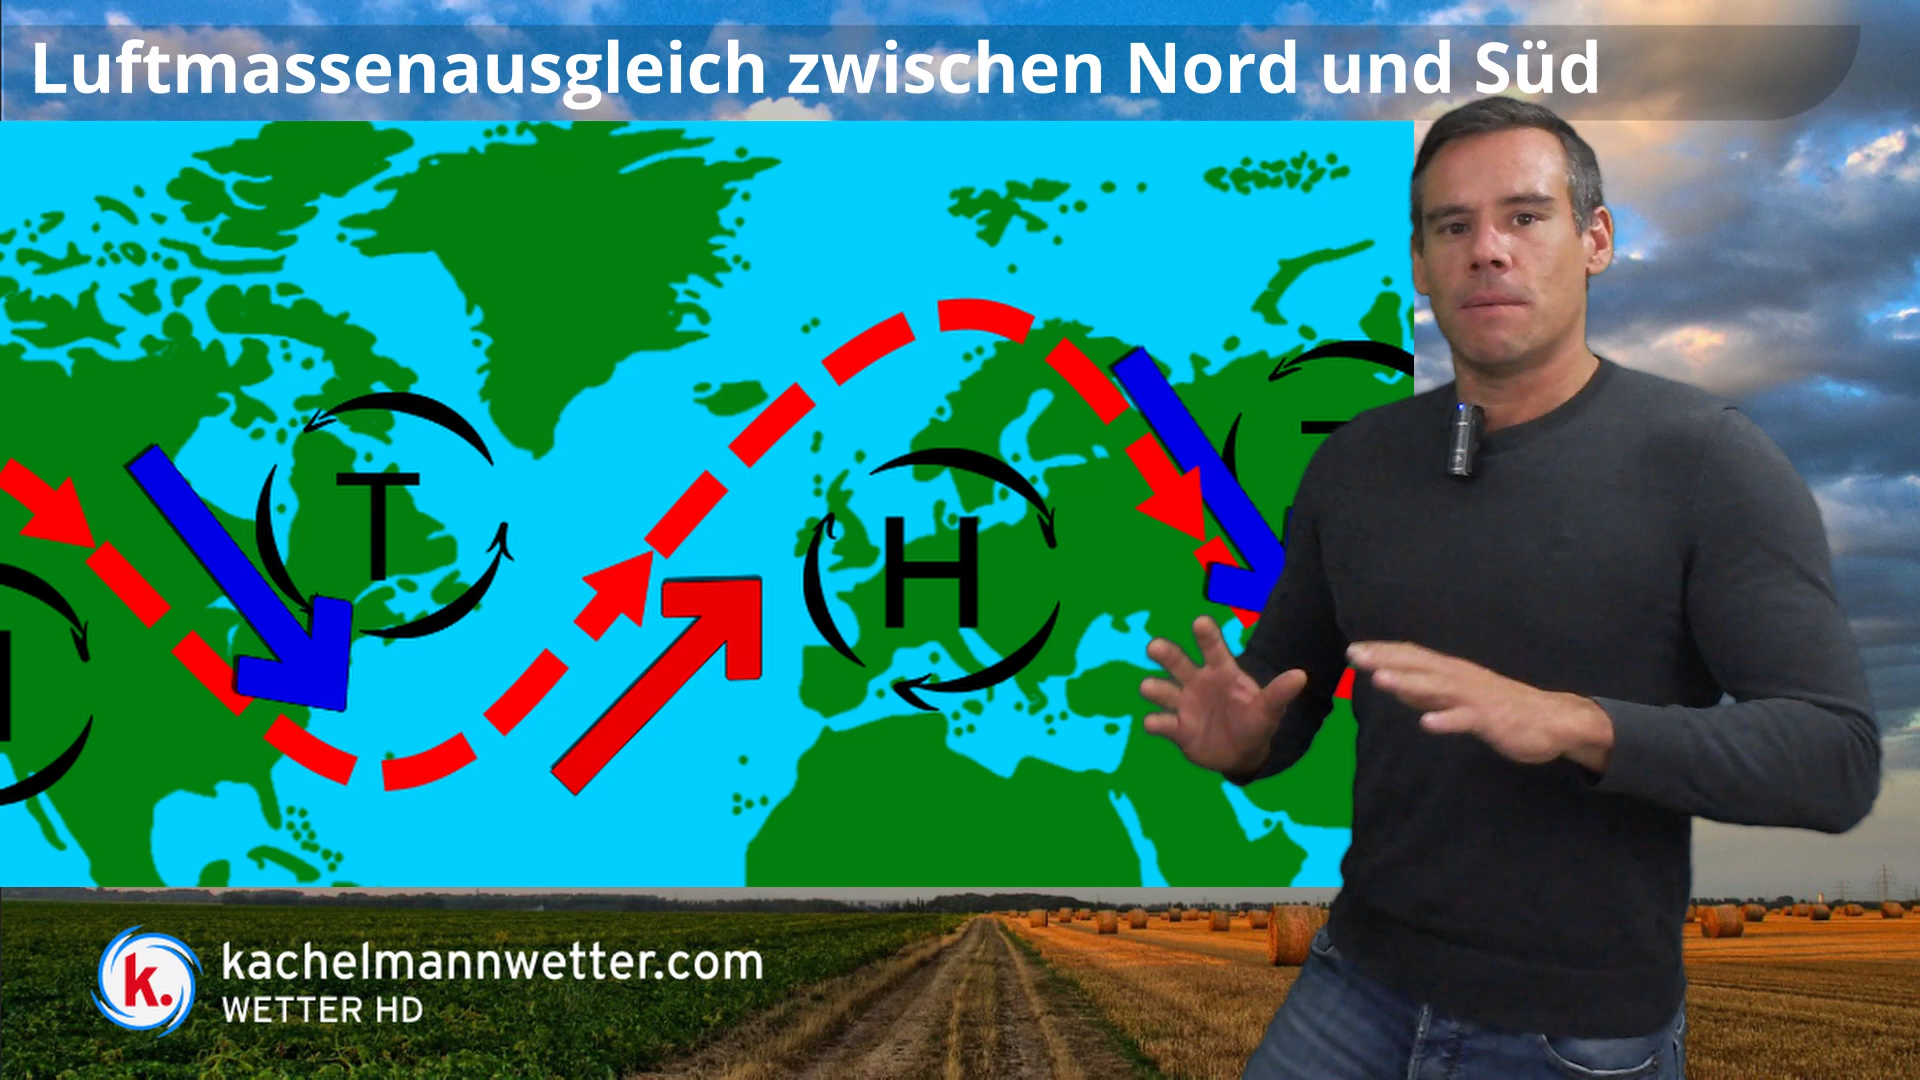 Luftmassenausgleich zwischen Nord und Süd
T
H
k.
kachelmannwetter.com
WETTER HD